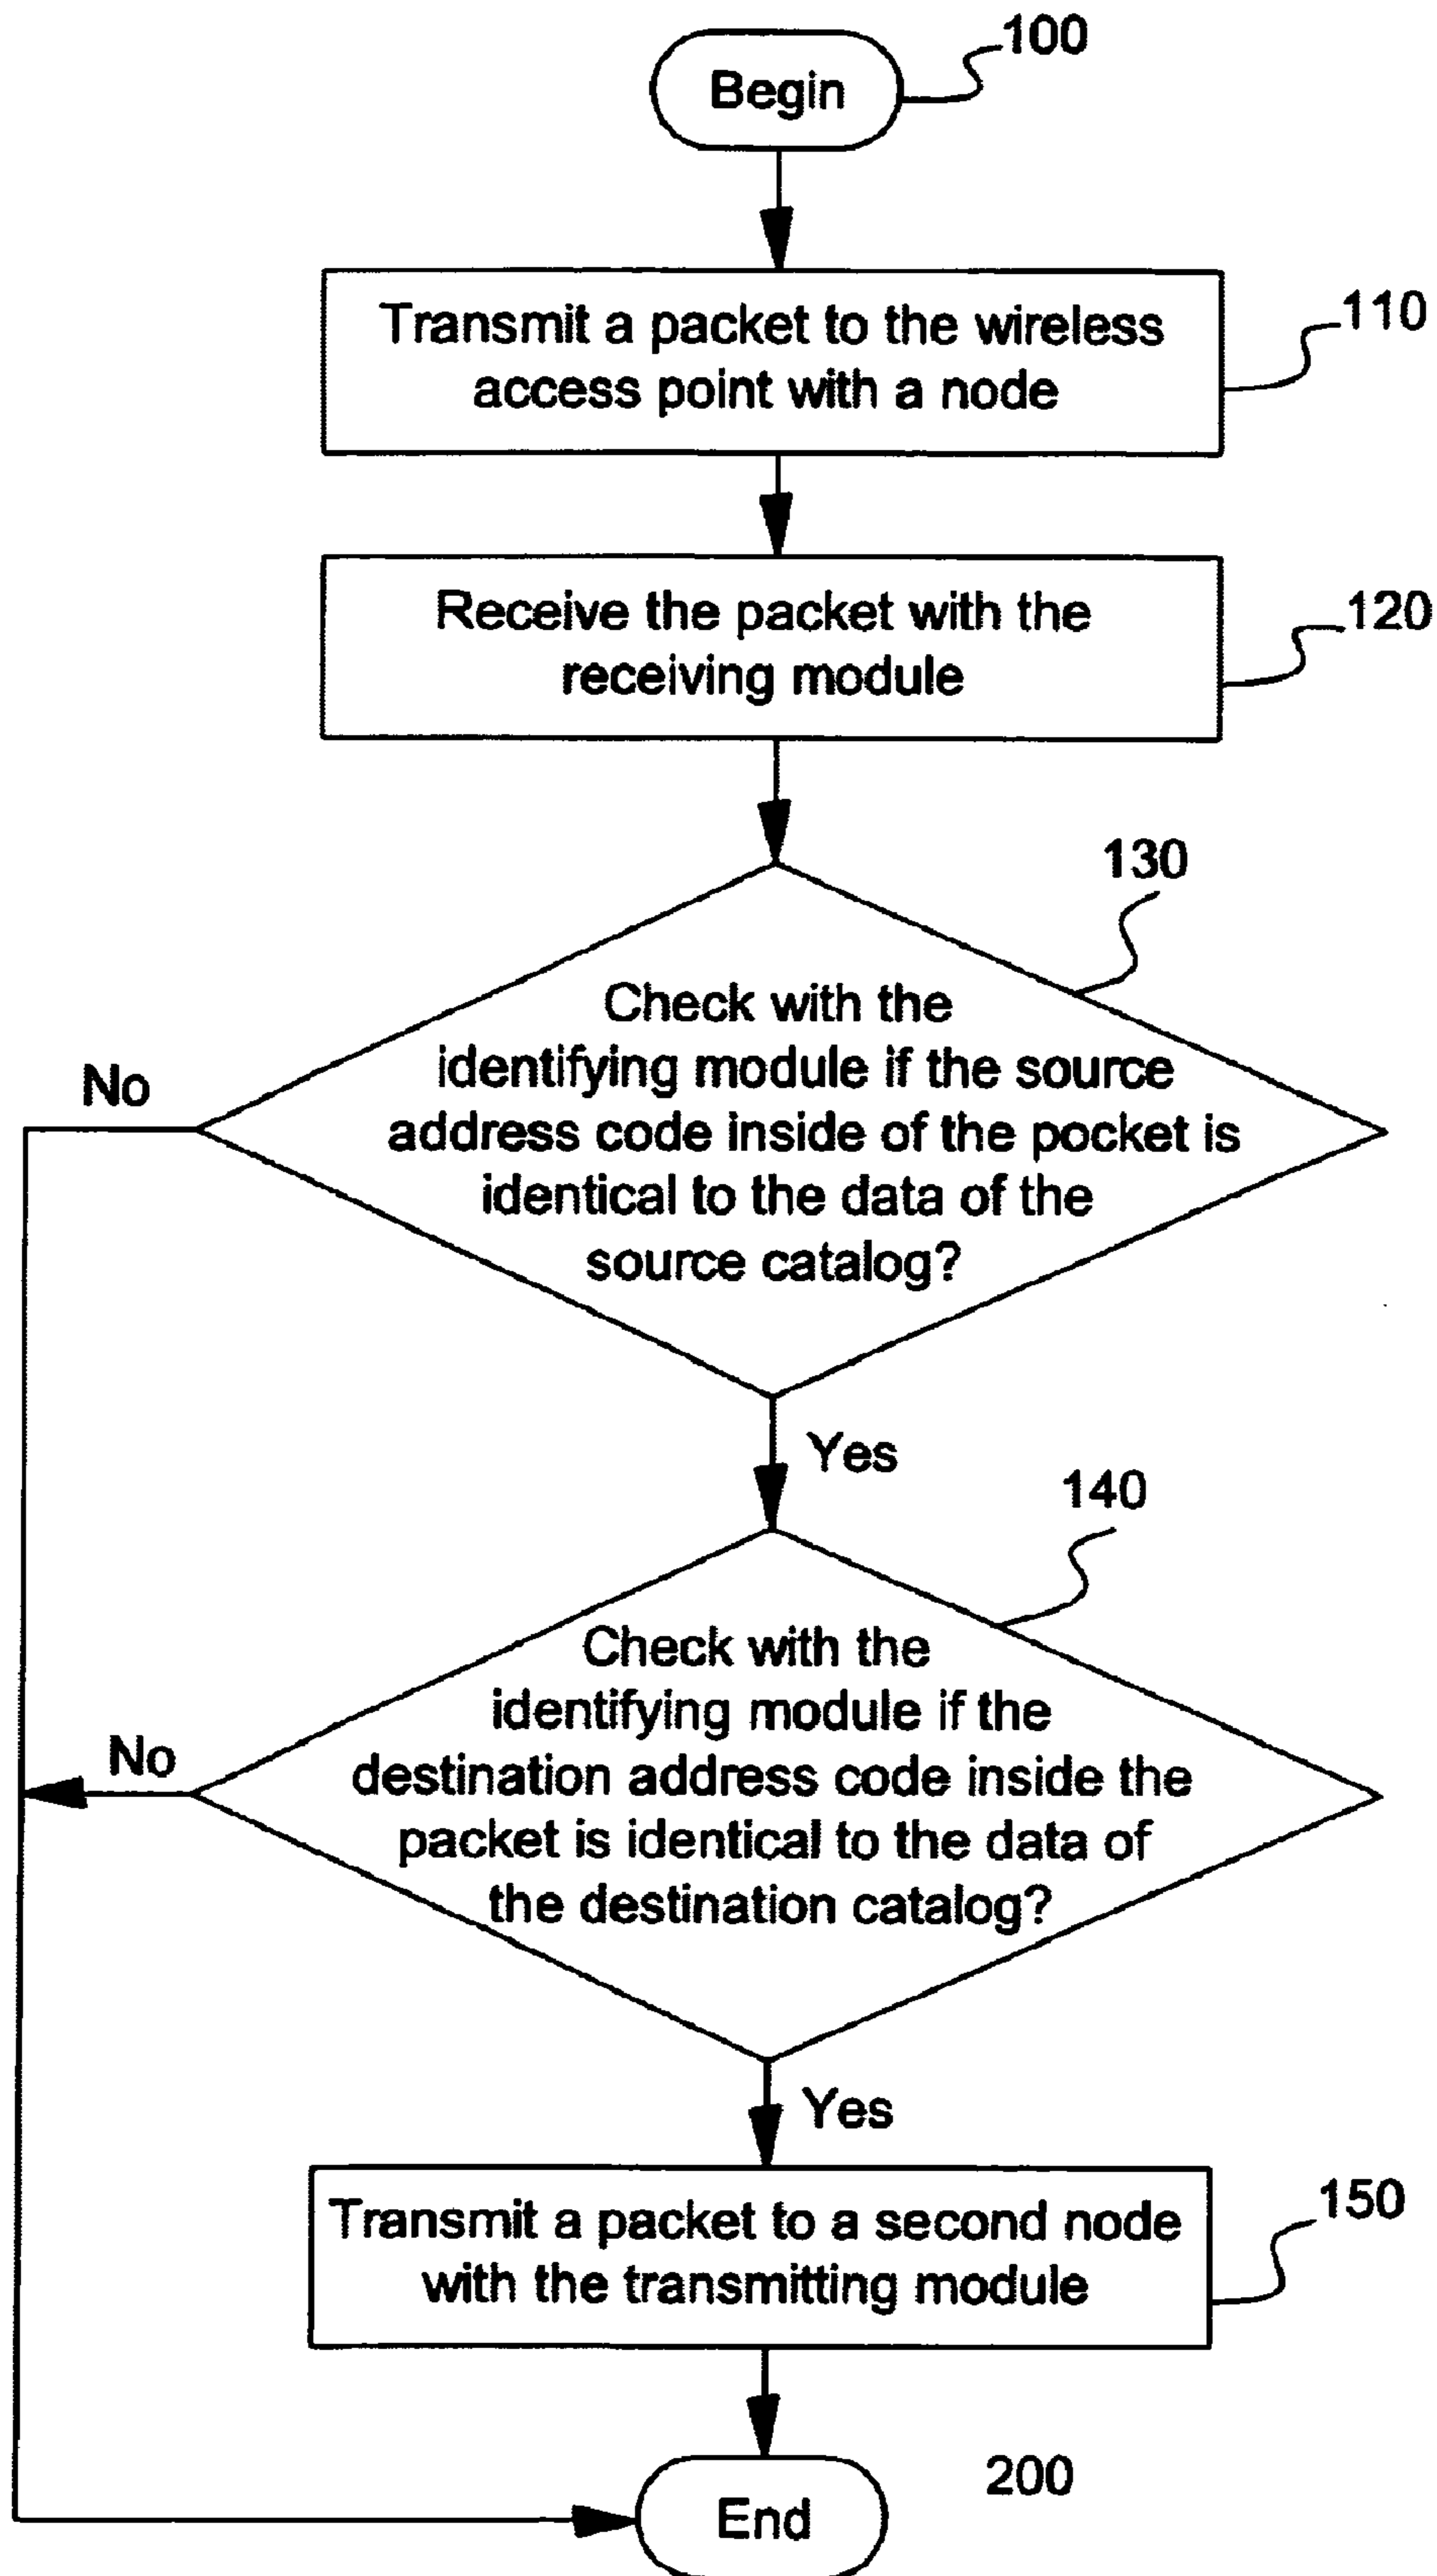 100
Begin
Transmit a packet to the wireless
access point with a node
110
Receive the packet with the
receiving module
120
130
Check with the
identifying module if the source
address code inside of the pocket is
identical to the data of the
source catalog?
No
Yes
140
Check with the
identifying module if the
destination address code inside the
packet is identical to the data of
the destination catalog?
No
Yes
Transmit a packet to a second node
with the transmitting module
150
200
End